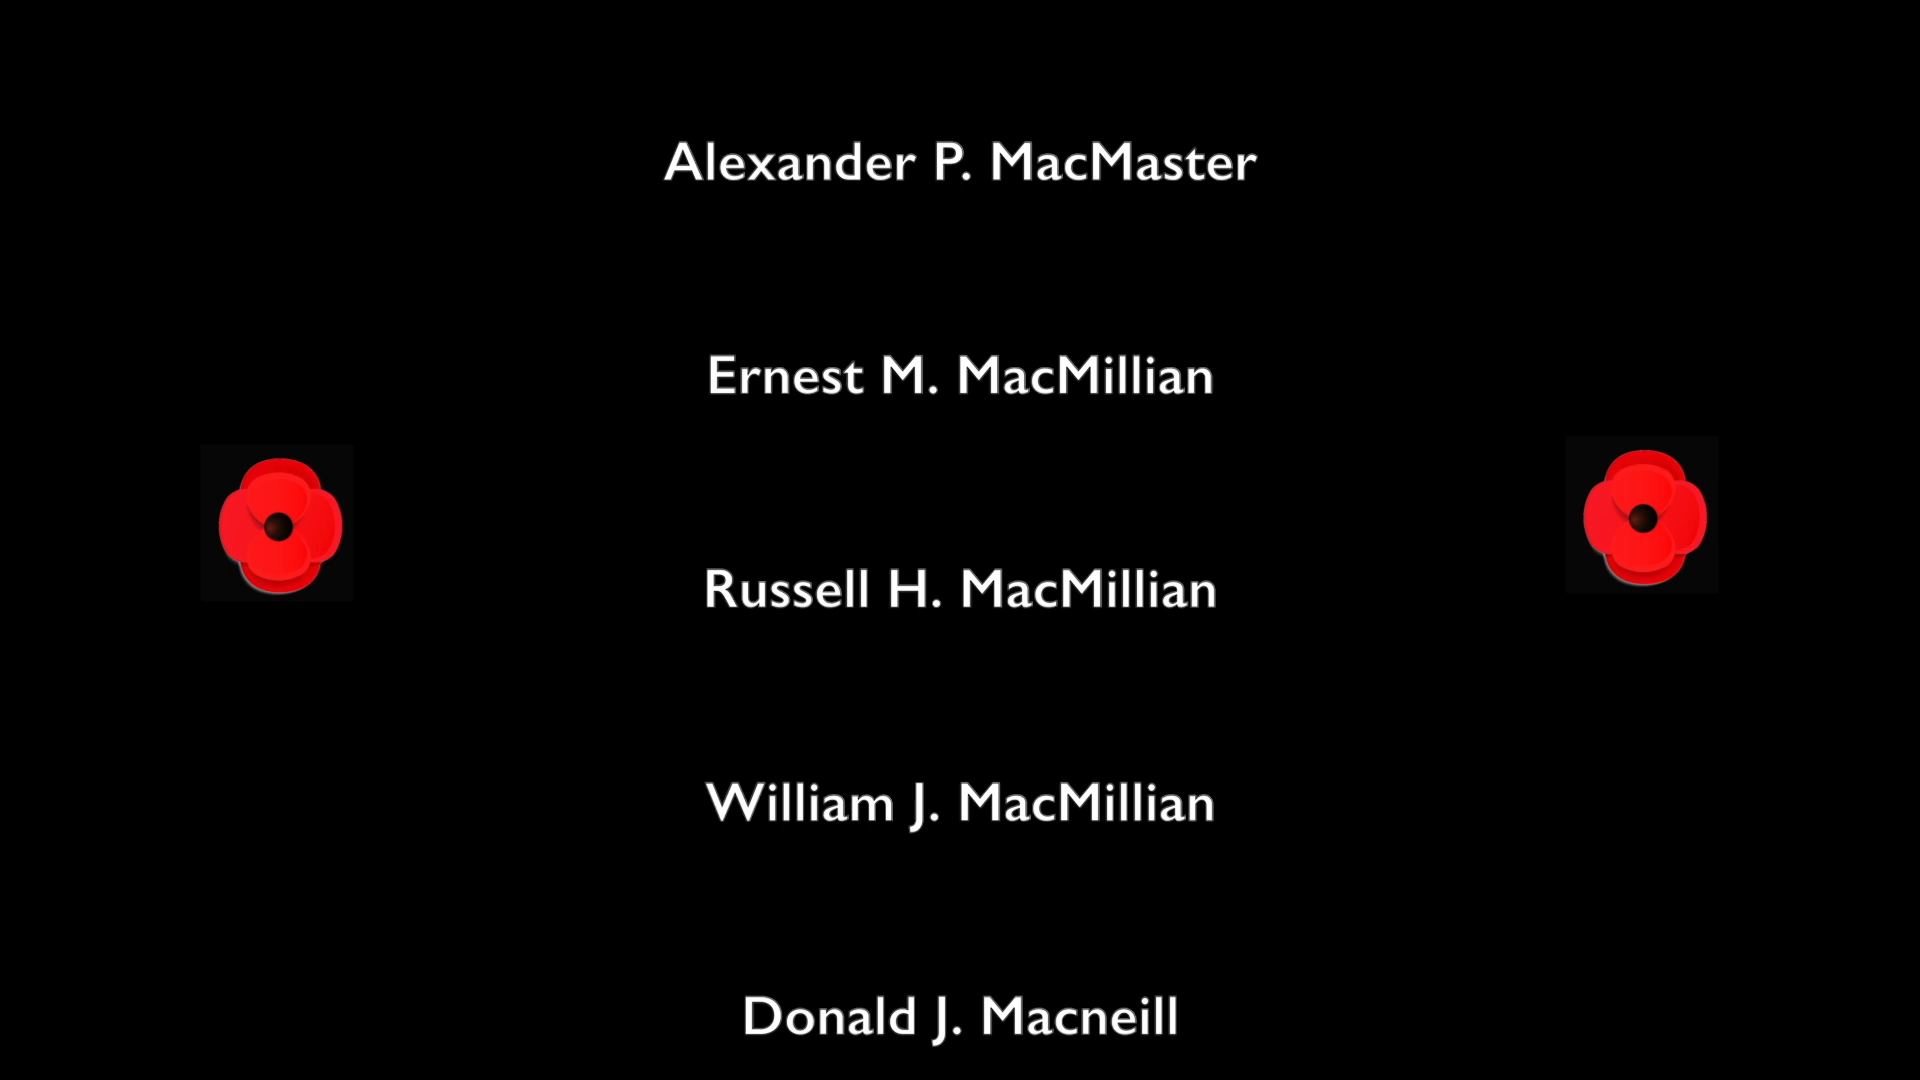 Alexander P. MacMaster
Ernest M. MacMillian
Russell H. MacMillian
William J. MacMillian
Donald J. Macneill